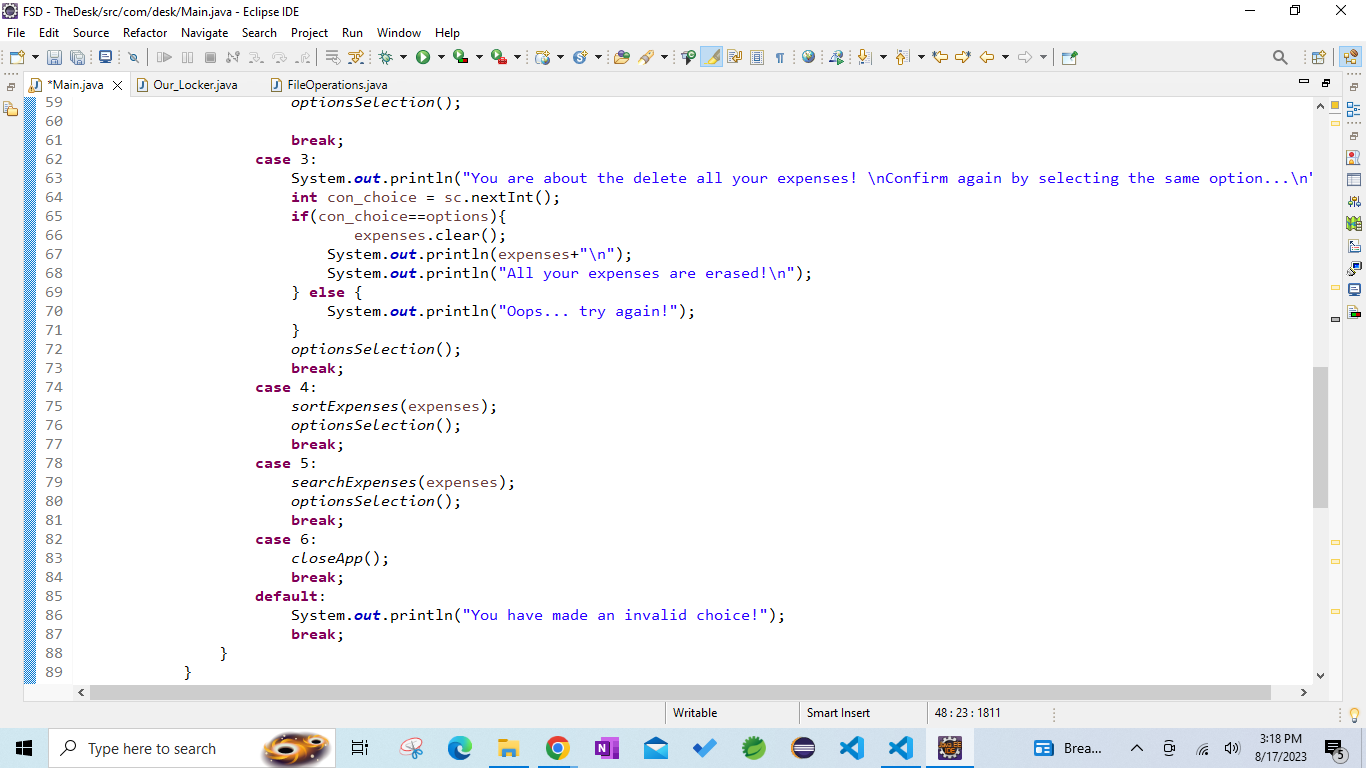 FSD - TheDesk/src/com/desk/Main.java - Eclipse IDE
File Edit Source Refactor Navigate Search Project Run Window Help
*Main.java Our_Locker.java FileOperations.java
59 optionsSelection();
60
61 break;
62 case 3:
63 System.out.println("You are about the delete all your expenses! \nConfirm again by selecting the same option...\n"
64 int con_choice = sc.nextInt();
65 if(con_choice==options){
66 expenses.clear();
67 System.out.println(expenses+"\n");
68 System.out.println("All your expenses are erased!\n");
69 } else {
70 System.out.println("Oops... try again!");
71 }
72 optionsSelection();
73 break;
74 case 4:
75 sortExpenses(expenses);
76 optionsSelection();
77 break;
78 case 5:
79 searchExpenses(expenses);
80 optionsSelection();
81 break;
82 case 6:
83 closeApp();
84 break;
85 default:
86 System.out.println("You have made an invalid choice!");
87 break;
88 }
89 }
Writable Smart Insert 48 : 23 : 1811
Type here to search Brea... 3:18 PM
8/17/2023 5